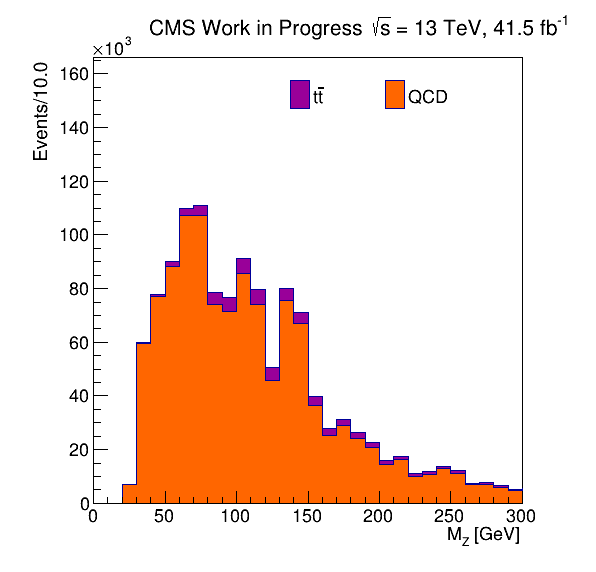 CMS Work in Progress √s = 13 TeV, 41.5 fb⁻¹
×10³
Events/10.0
tt̄
QCD
160
140
120
100
80
60
40
20
0
0 50 100 150 200 250 300
M_Z [GeV]